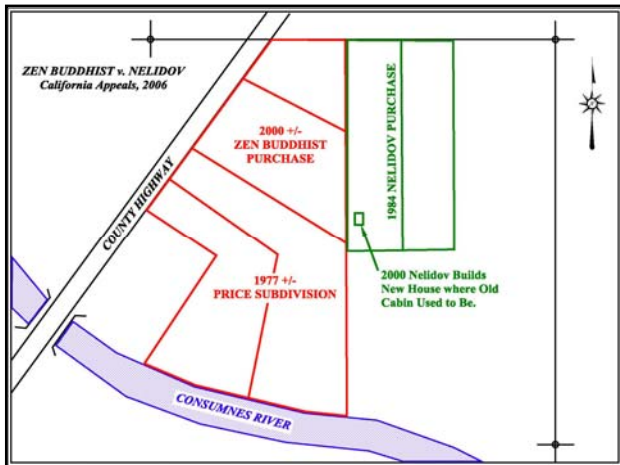 ZEN BUDDHIST v. NELIDOV
California Appeals, 2006
COUNTY HIGHWAY
2000 +/-
ZEN BUDDHIST
PURCHASE
1984 NELIDOV PURCHASE
2000 Nelidov Builds
New House where Old
Cabin Used to Be.
1977 +/-
PRICE SUBDIVISION
CONSUMNES RIVER